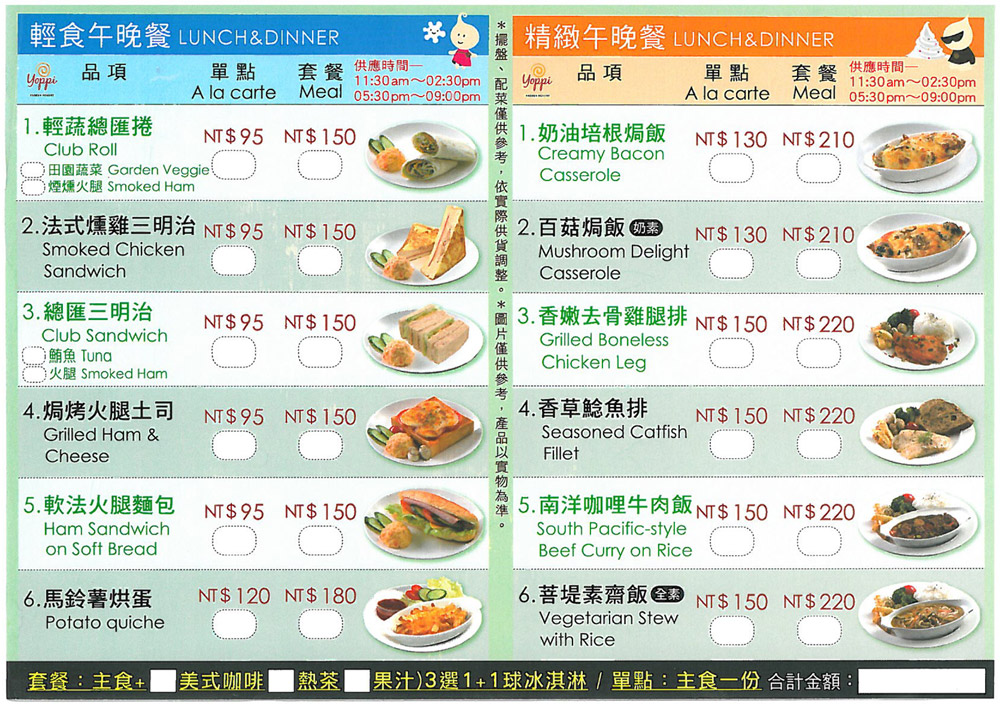 輕食午晚餐 LUNCH&DINNER
Yoppi
品項
單點
A la carte
套餐
Meal
供應時間—
11:30am～02:30pm
05:30pm～09:00pm
1.輕蔬總匯捲 NT$95 NT$150
Club Roll
田園蔬菜 Garden Veggie
煙燻火腿 Smoked Ham
2.法式燻雞三明治 NT$95 NT$150
Smoked Chicken
Sandwich
3.總匯三明治 NT$95 NT$150
Club Sandwich
鮪魚 Tuna
火腿 Smoked Ham
4.焗烤火腿土司 NT$95 NT$150
Grilled Ham &
Cheese
5.軟法火腿麵包 NT$95 NT$150
Ham Sandwich
on Soft Bread
6.馬鈴薯烘蛋 NT$120 NT$180
Potato quiche
*擺盤、配菜僅供參考，依實際供貨調整。*圖片僅供參考，產品以實物為準。
精緻午晚餐 LUNCH&DINNER
Yoppi
品項
單點
A la carte
套餐
Meal
供應時間—
11:30am～02:30pm
05:30pm～09:00pm
1.奶油培根焗飯 NT$130 NT$210
Creamy Bacon
Casserole
2.百菇焗飯 奶素 NT$130 NT$210
Mushroom Delight
Casserole
3.香嫩去骨雞腿排 NT$150 NT$220
Grilled Boneless
Chicken Leg
4.香草鯰魚排 NT$150 NT$220
Seasoned Catfish
Fillet
5.南洋咖哩牛肉飯 NT$150 NT$220
South Pacific-style
Beef Curry on Rice
6.菩堤素齋飯 全素 NT$150 NT$220
Vegetarian Stew
with Rice
套餐：主食+ 美式咖啡 熱茶 果汁)3選1+1球冰淇淋 / 單點：主食一份 合計金額：